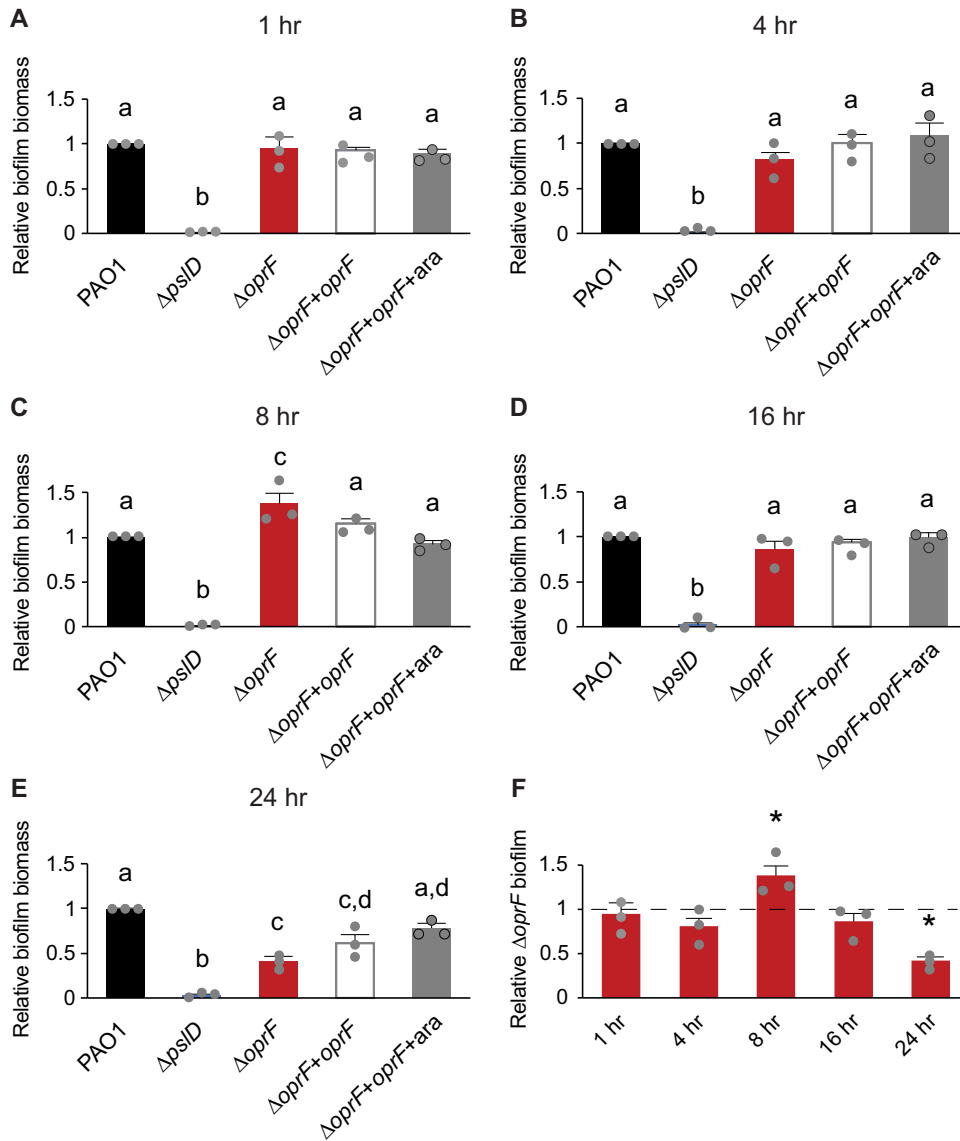 A
1 hr
Relative biofilm biomass
1.5
1
0.5
0
a
b
a
a
a
PAO1
ΔpslD
ΔoprF
ΔoprF+oprF
ΔoprF+oprF+ara
B
4 hr
Relative biofilm biomass
1.5
1
0.5
0
a
b
a
a
a
PAO1
ΔpslD
ΔoprF
ΔoprF+oprF
ΔoprF+oprF+ara
C
8 hr
Relative biofilm biomass
1.5
1
0.5
0
a
b
c
a
a
PAO1
ΔpslD
ΔoprF
ΔoprF+oprF
ΔoprF+oprF+ara
D
16 hr
Relative biofilm biomass
1.5
1
0.5
0
a
b
a
a
a
PAO1
ΔpslD
ΔoprF
ΔoprF+oprF
ΔoprF+oprF+ara
E
24 hr
Relative biofilm biomass
1.5
1
0.5
0
a
b
c
c,d
a,d
PAO1
ΔpslD
ΔoprF
ΔoprF+oprF
ΔoprF+oprF+ara
F
Relative ΔoprF biofilm
1.5
1
0.5
0
*
*
1 hr
4 hr
8 hr
16 hr
24 hr